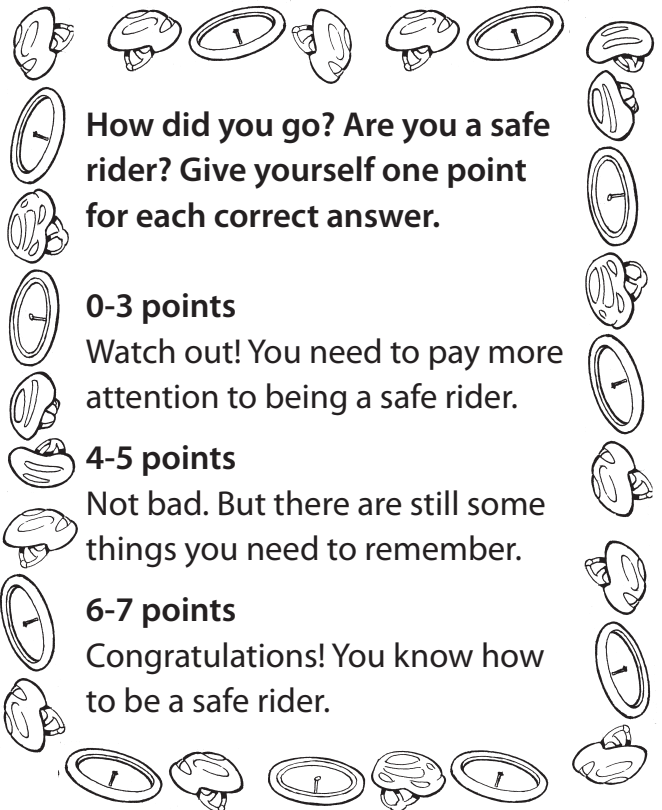 How did you go? Are you a safe
rider? Give yourself one point
for each correct answer.
0-3 points
Watch out! You need to pay more
attention to being a safe rider.
4-5 points
Not bad. But there are still some
things you need to remember.
6-7 points
Congratulations! You know how
to be a safe rider.